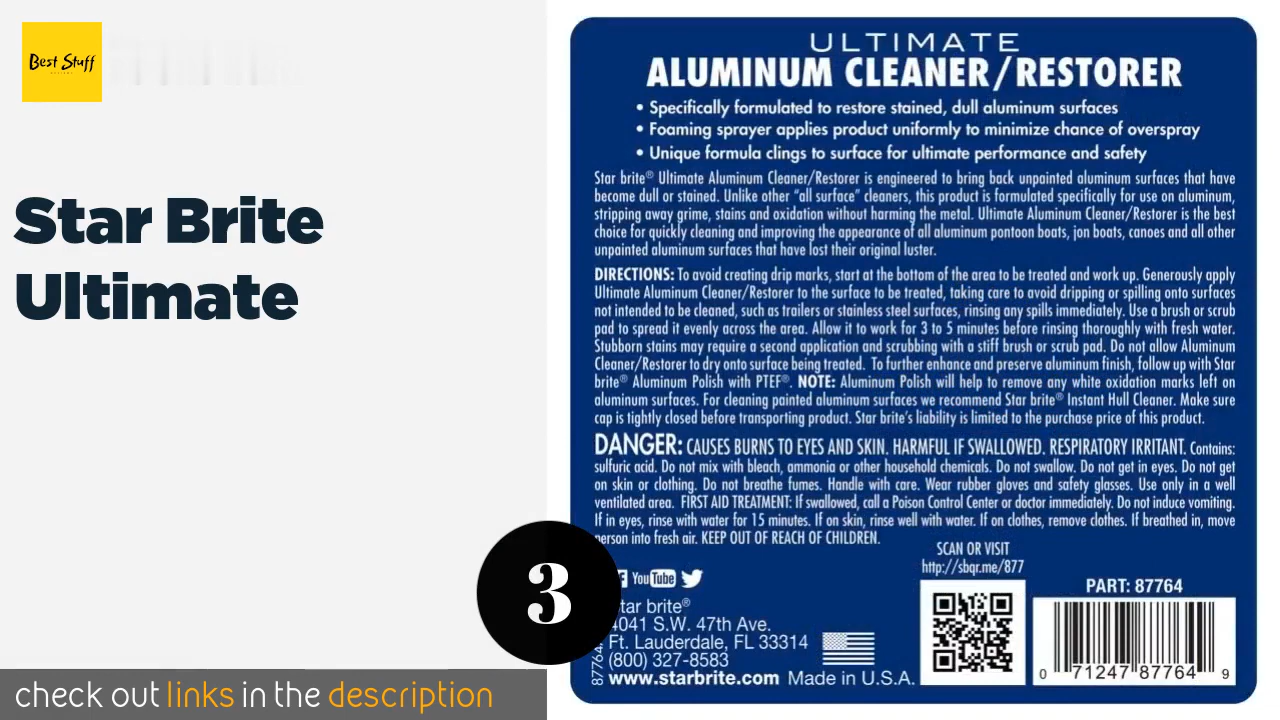 Best Stuff
Star Brite
Ultimate
3
check out links in the description
ULTIMATE
ALUMINUM CLEANER/RESTORER
• Specifically formulated to restore stained, dull aluminum surfaces
• Foaming sprayer applies product uniformly to minimize chance of overspray
• Unique formula clings to surface for ultimate performance and safety
Star brite® Ultimate Aluminum Cleaner/Restorer is engineered to bring back unpainted aluminum surfaces that have
become dull or stained. Unlike other “all surface” cleaners, this product is formulated specifically for use on aluminum,
stripping away grime, stains and oxidation without harming the metal. Ultimate Aluminum Cleaner/Restorer is the best
choice for quickly cleaning and improving the appearance of all aluminum pontoon boats, jon boats, canoes and all other
unpainted aluminum surfaces that have lost their original luster.
DIRECTIONS: To avoid creating drip marks, start at the bottom of the area to be treated and work up. Generously apply
Ultimate Aluminum Cleaner/Restorer to the surface to be treated, taking care to avoid dripping or spilling onto surfaces
not intended to be cleaned, such as trailers or stainless steel surfaces, rinsing any spills immediately. Use a brush or scrub
pad to spread it evenly across the area. Allow it to work for 3 to 5 minutes before rinsing thoroughly with fresh water.
Stubborn stains may require a second application and scrubbing with a stiff brush or scrub pad. Do not allow Aluminum
Cleaner/Restorer to dry onto surface being treated. To further enhance and preserve aluminum finish, follow up with Star
brite® Aluminum Polish with PTEF®. NOTE: Aluminum Polish will help to remove any white oxidation marks left on
aluminum surfaces. For cleaning painted aluminum surfaces we recommend Star brite® Instant Hull Cleaner. Make sure
cap is tightly closed before transporting product. Star brite’s liability is limited to the purchase price of this product.
DANGER: CAUSES BURNS TO EYES AND SKIN. HARMFUL IF SWALLOWED. RESPIRATORY IRRITANT. Contains:
sulfuric acid. Do not mix with bleach, ammonia or other household chemicals. Do not swallow. Do not get in eyes. Do not get
on skin or clothing. Do not breathe fumes. Handle with care. Wear rubber gloves and safety glasses. Use only in a well
ventilated area. FIRST AID TREATMENT: If swallowed, call a Poison Control Center or doctor immediately. Do not induce vomiting.
If in eyes, rinse with water for 15 minutes. If on skin, rinse well with water. If on clothes, remove clothes. If breathed in, move
person into fresh air. KEEP OUT OF REACH OF CHILDREN.
SCAN OR VISIT
http://sbqr.me/877
PART: 87764
YouTube
tar brite®
4041 S.W. 47th Ave.
Ft. Lauderdale, FL 33314
(800) 327-8583
www.starbrite.com Made in U.S.A.
87764
0 71247 87764 9